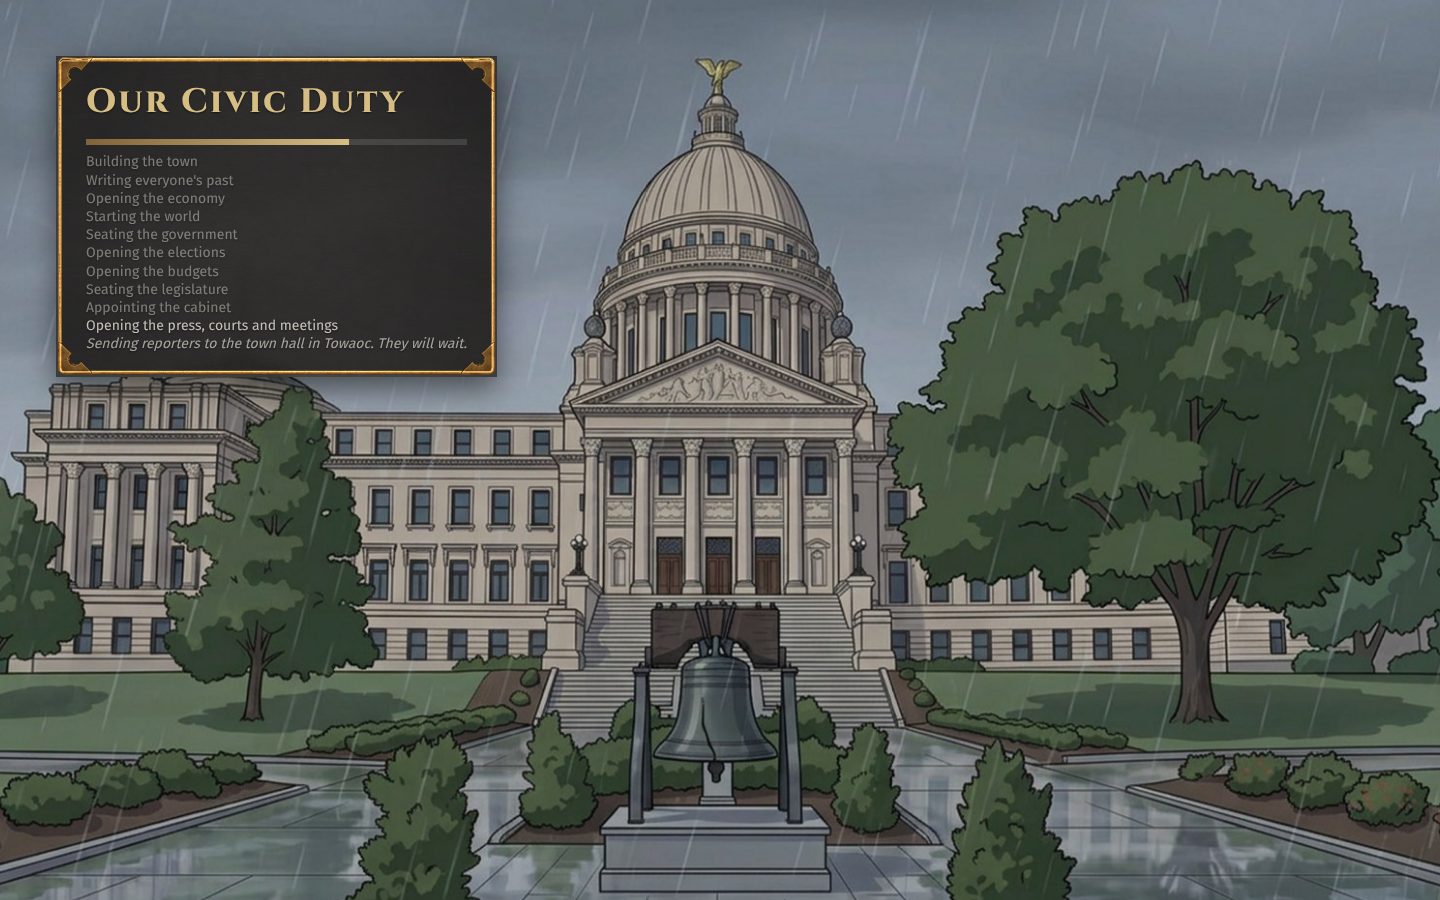 Our Civic Duty
Building the town
Writing everyone's past
Opening the economy
Starting the world
Seating the government
Opening the elections
Opening the budgets
Seating the legislature
Appointing the cabinet
Opening the press, courts and meetings
Sending reporters to the town hall in Towaoc. They will wait.